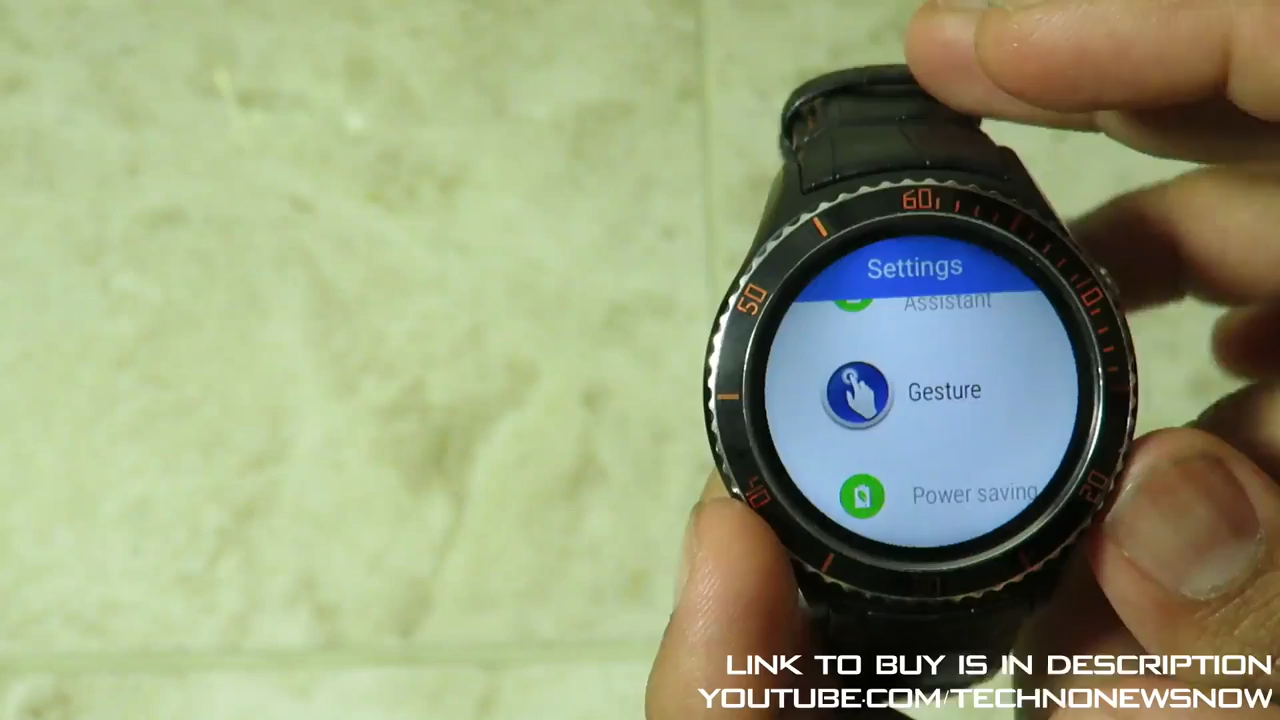 60
10
50
Settings
Assistant
Gesture
Power saving
40
20
LINK TO BUY IS IN DESCRIPTION
YOUTUBE.COM/TECHNONEWSNOW